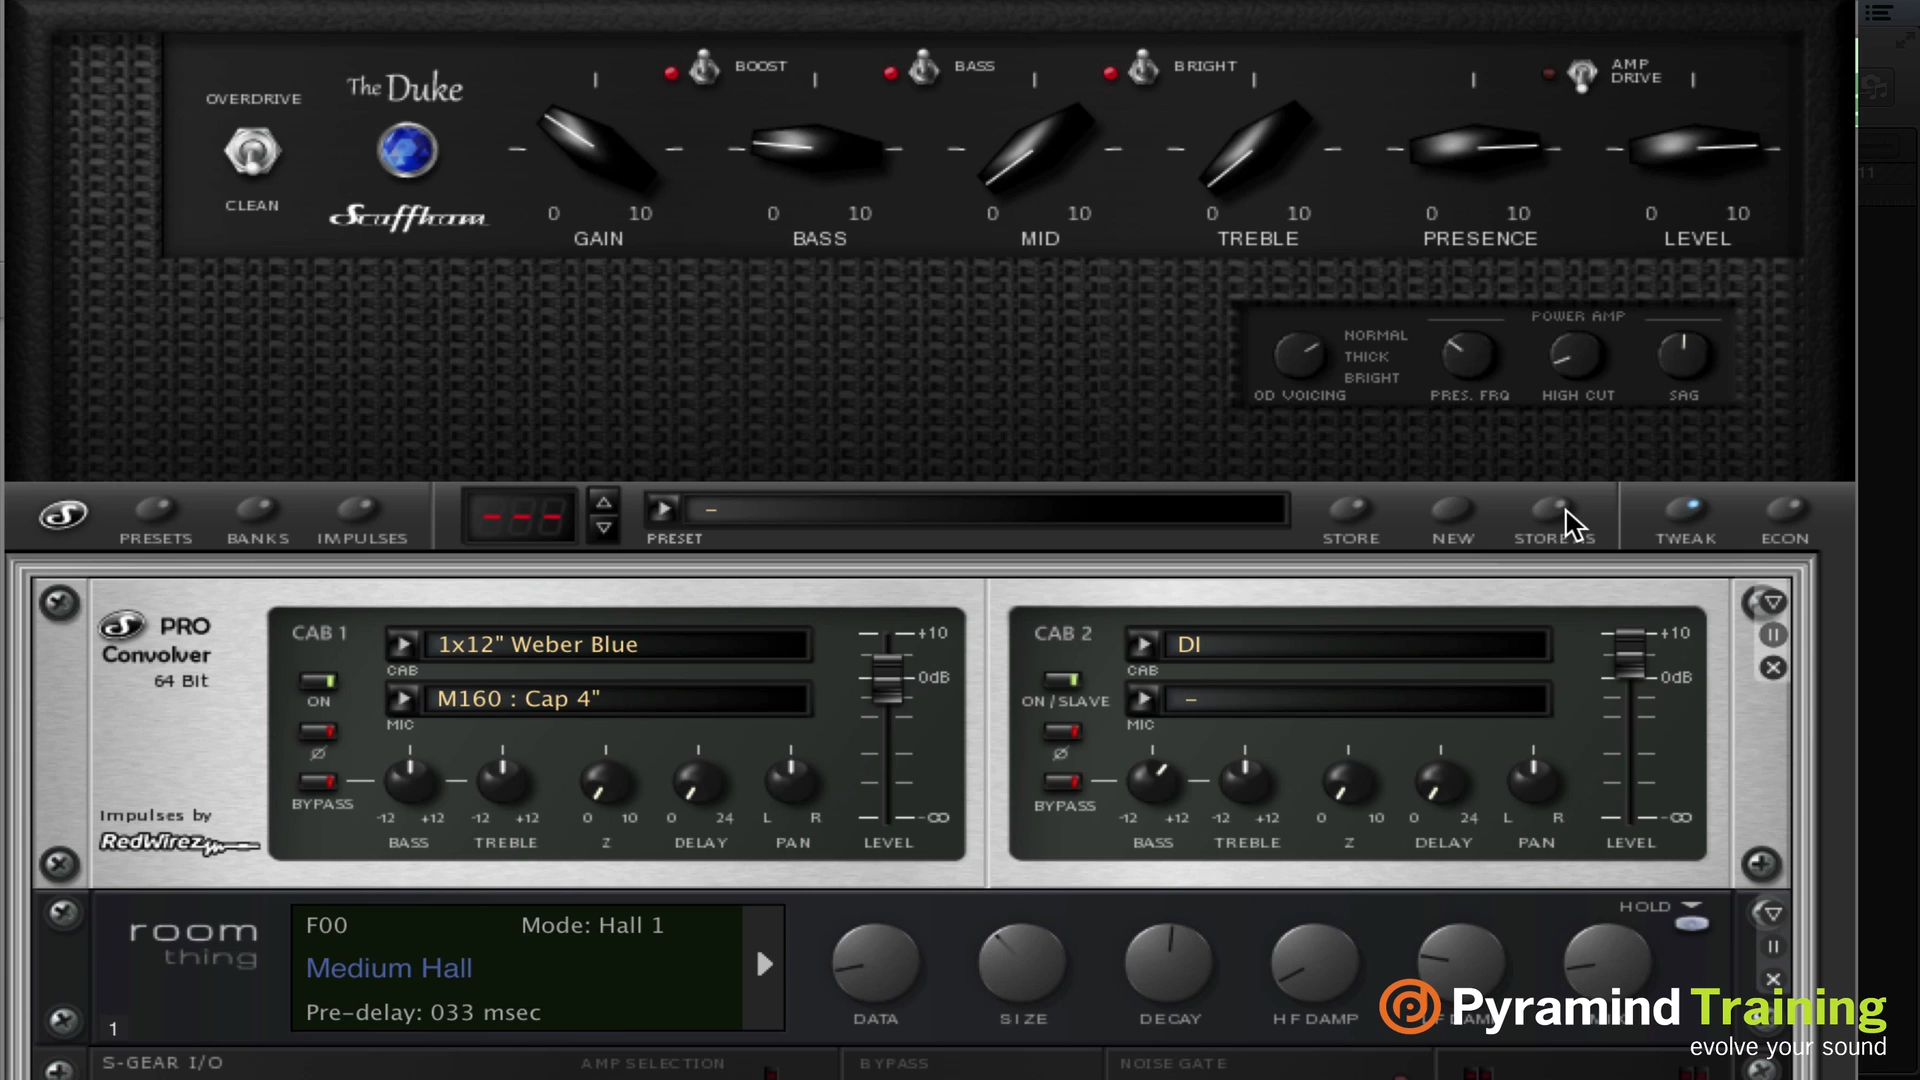 BOOST
BASS
BRIGHT
AMP
DRIVE
OVERDRIVE
The Duke
CLEAN
Scuffham
0 10
GAIN
0 10
BASS
0 10
MID
0 10
TREBLE
0 10
PRESENCE
0 10
LEVEL
POWER AMP
NORMAL
THICK
BRIGHT
OD VOICING
PRES. FRQ
HIGH CUT
SAG
PRESETS
BANKS
IMPULSES
---
–
PRESET
STORE
NEW
TWEAK
ECON
PRO
Convolver
64 Bit
Impulses by
RedWirez
CAB 1
1x12" Weber Blue
CAB
M160 : Cap 4"
MIC
ON
Ø
BYPASS
-12 +12
BASS
-12 +12
TREBLE
0 10
Z
0 24
DELAY
L R
PAN
+10
0dB
-∞
LEVEL
CAB 2
DI
CAB
–
MIC
ON / SLAVE
Ø
BYPASS
-12 +12
BASS
-12 +12
TREBLE
0 10
Z
0 24
DELAY
L R
PAN
+10
0dB
-∞
LEVEL
room
thing
1
F00 Mode: Hall 1
Medium Hall
Pre-delay: 033 msec
DATA
SIZE
DECAY
HF DAMP
HOLD
Pyramind Training
evolve your sound
S-GEAR I/O
AMP SELECTION
BYPASS
NOISE GATE
11